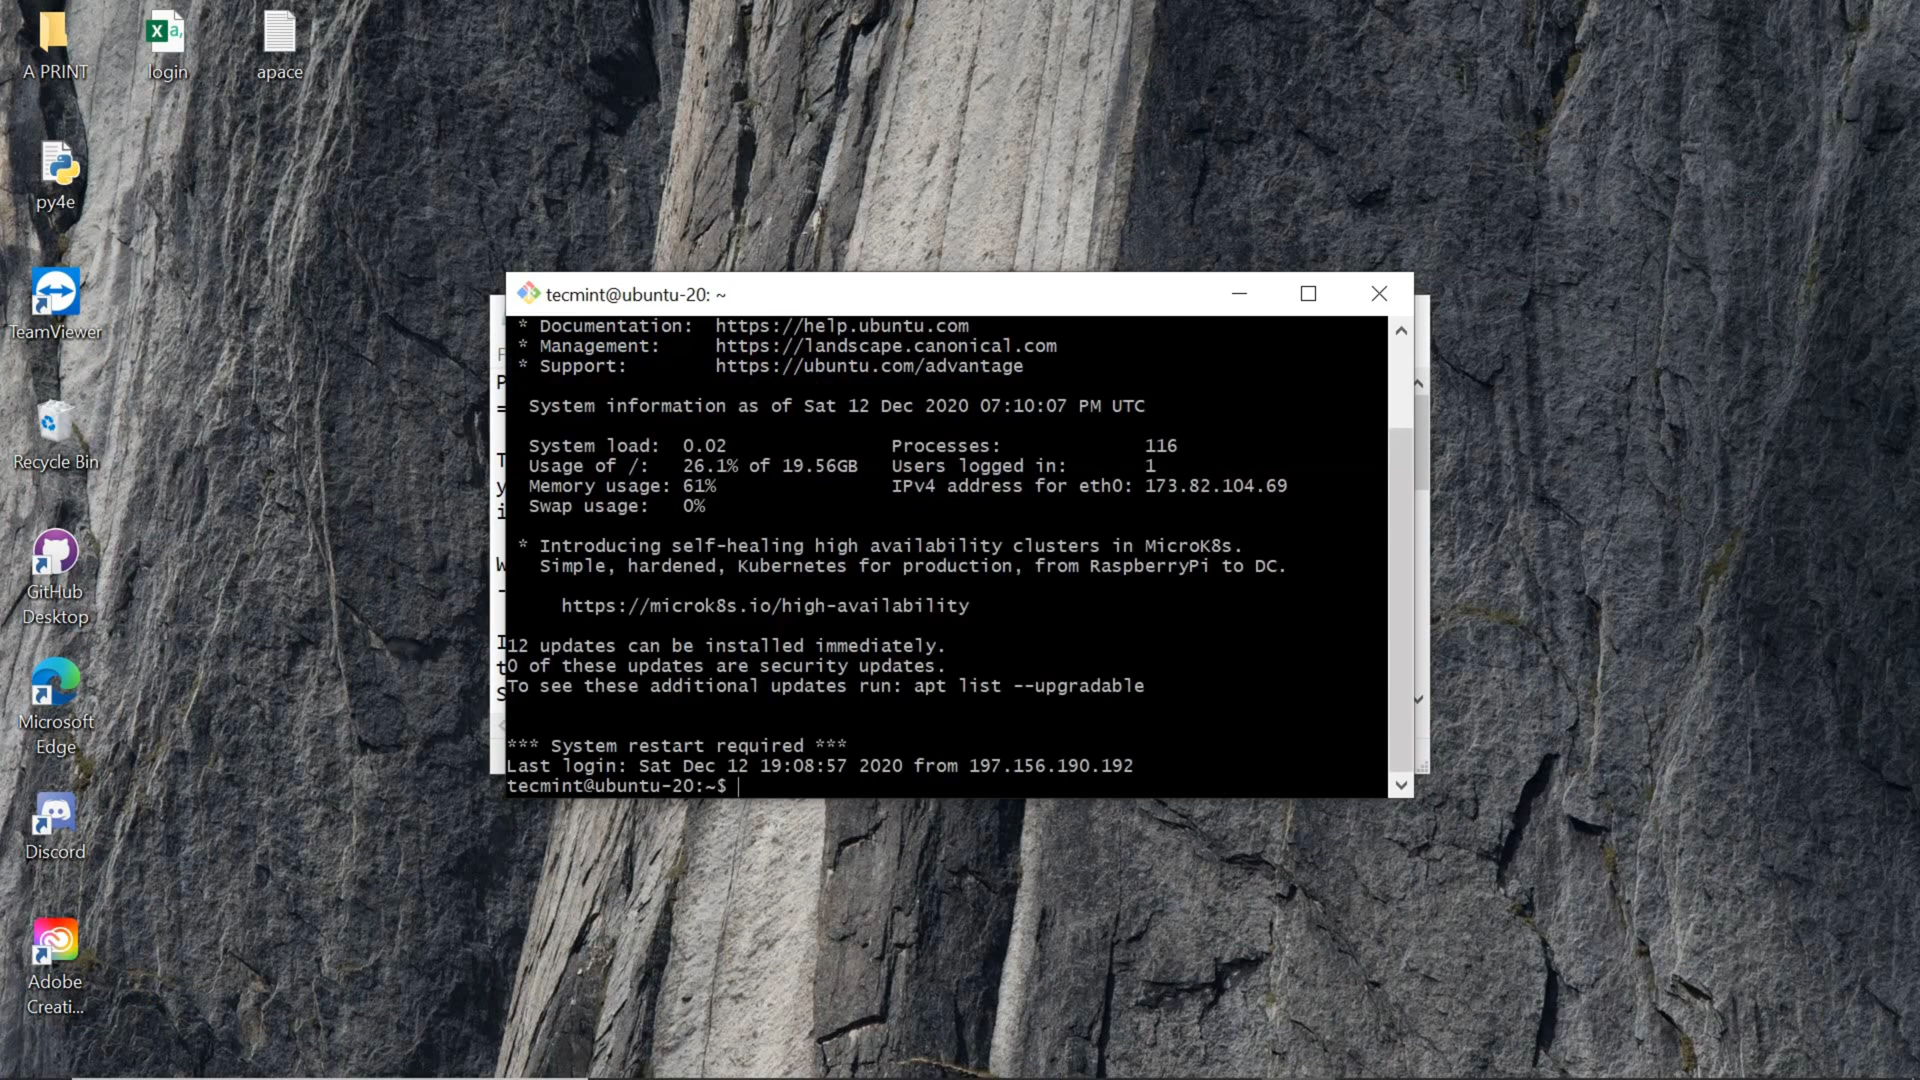 A PRINT
login
apace
py4e
TeamViewer
Recycle Bin
GitHub
Desktop
Microsoft
Edge
Discord
Adobe
Creati...
tecmint@ubuntu-20: ~
* Documentation:  https://help.ubuntu.com
* Management:     https://landscape.canonical.com
* Support:        https://ubuntu.com/advantage
System information as of Sat 12 Dec 2020 07:10:07 PM UTC
System load:  0.02               Processes:             116
Usage of /:   26.1% of 19.56GB   Users logged in:       1
Memory usage: 61%                IPv4 address for eth0: 173.82.104.69
Swap usage:   0%
* Introducing self-healing high availability clusters in MicroK8s.
Simple, hardened, Kubernetes for production, from RaspberryPi to DC.
https://microk8s.io/high-availability
12 updates can be installed immediately.
0 of these updates are security updates.
To see these additional updates run: apt list --upgradable
*** System restart required ***
Last login: Sat Dec 12 19:08:57 2020 from 197.156.190.192
tecmint@ubuntu-20:~$